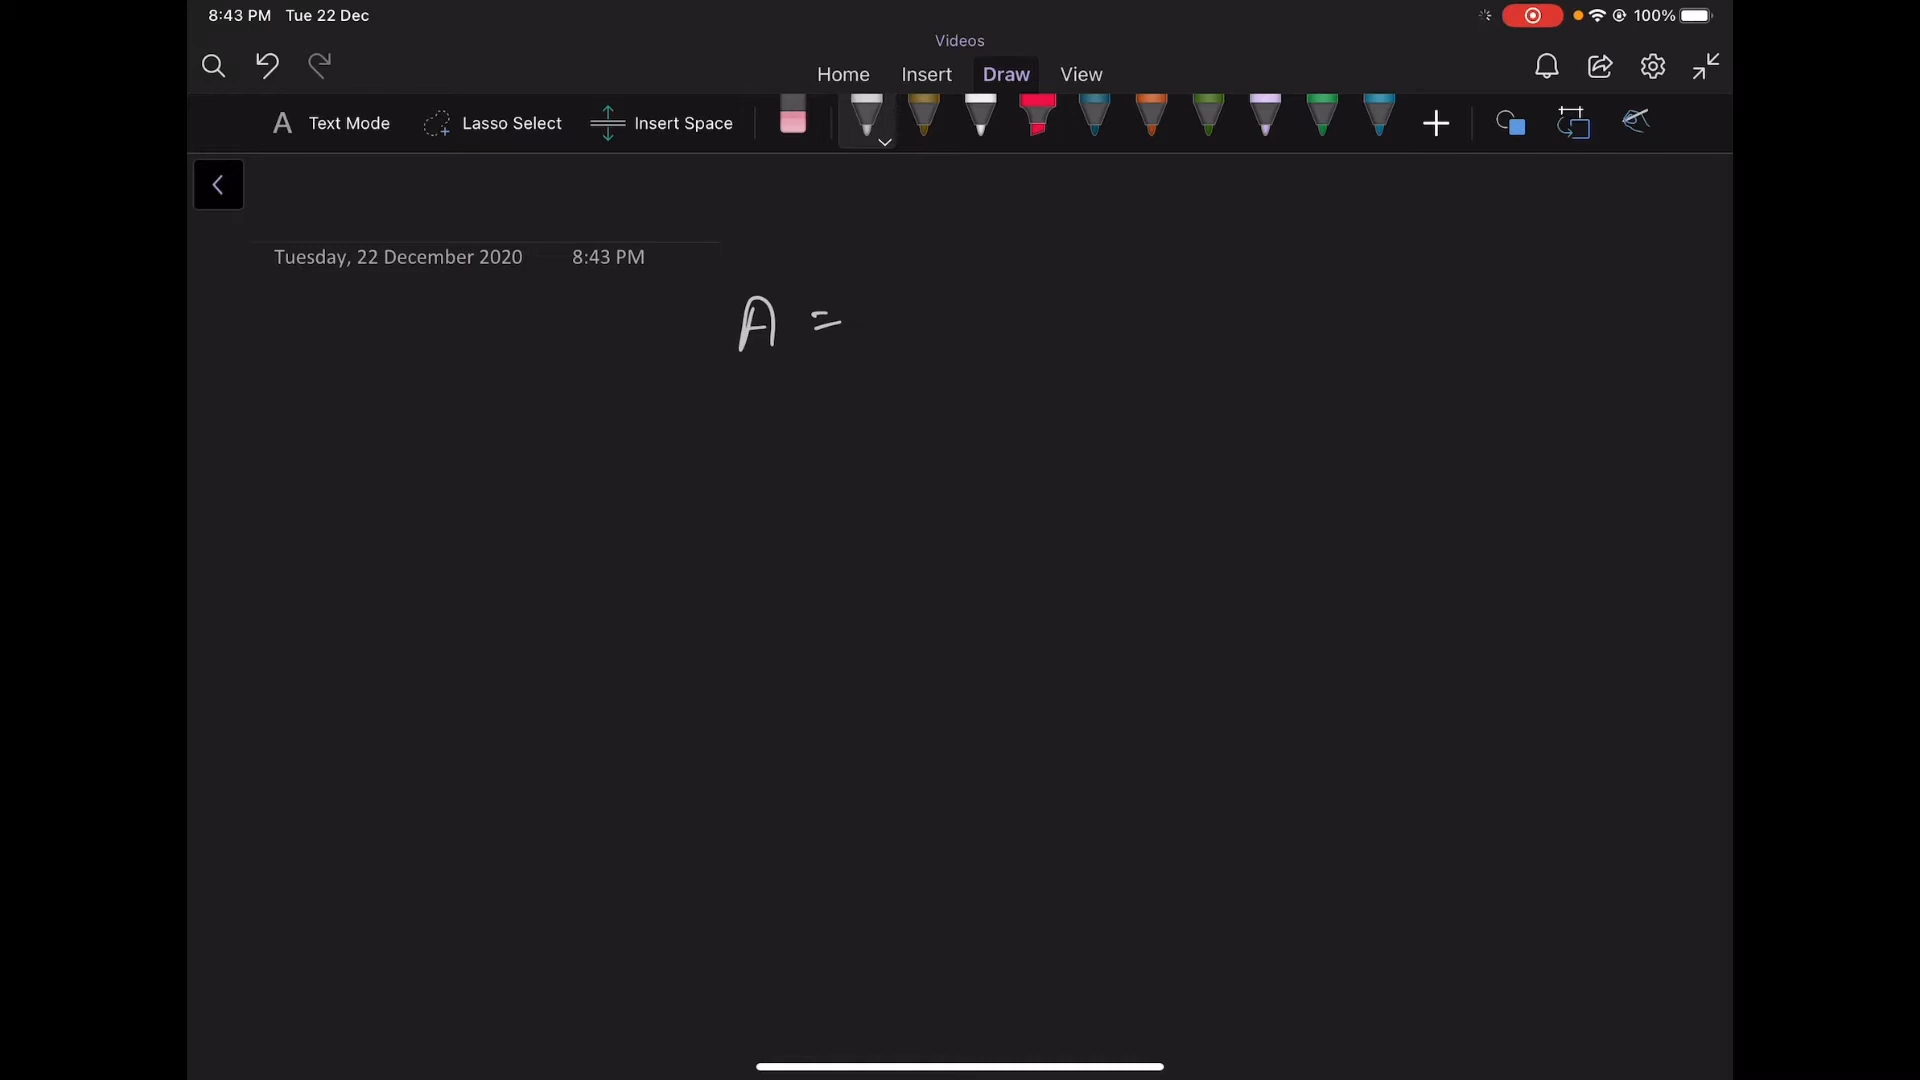 8:43 PM Tue 22 Dec 100%
Videos
Home Insert Draw View
A Text Mode Lasso Select Insert Space
Tuesday, 22 December 2020 8:43 PM
A =